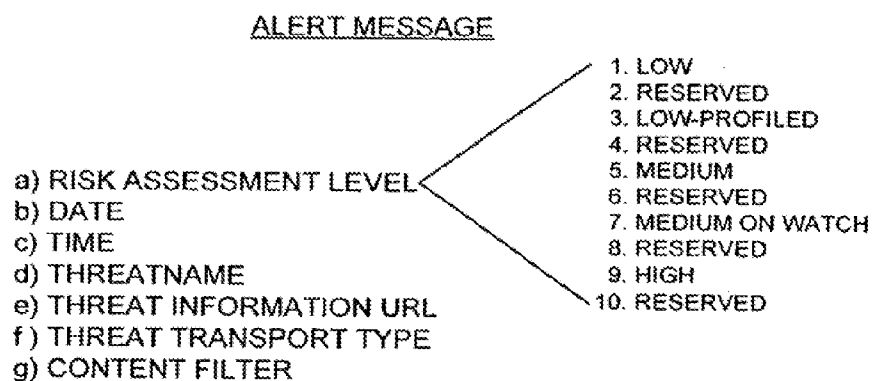 ALERT MESSAGE
a) RISK ASSESSMENT LEVEL
b) DATE
c) TIME
d) THREATNAME
e) THREAT INFORMATION URL
f ) THREAT TRANSPORT TYPE
g) CONTENT FILTER
1. LOW
2. RESERVED
3. LOW-PROFILED
4. RESERVED
5. MEDIUM
6. RESERVED
7. MEDIUM ON WATCH
8. RESERVED
9. HIGH
10. RESERVED